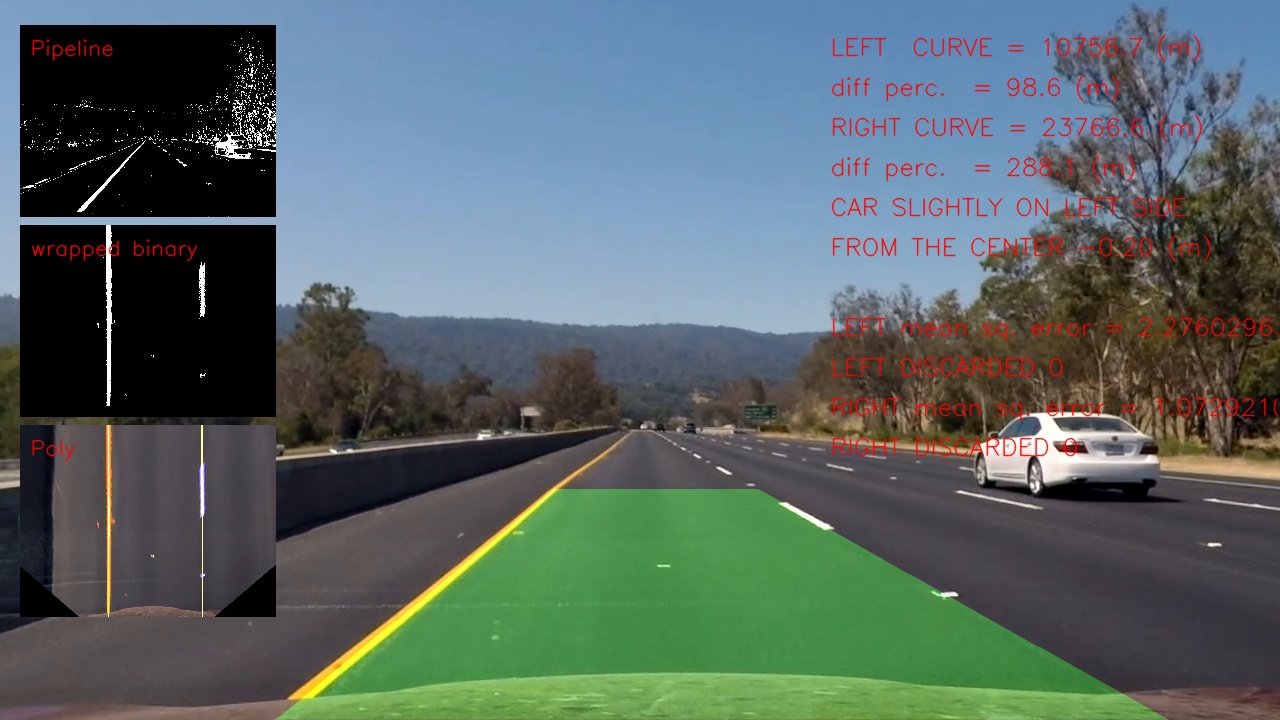 Pipeline
wrapped binary
Poly
LEFT  CURVE = 10756.7 (m)
diff perc.  = 98.6 (m)
RIGHT CURVE = 23766.6 (m)
diff perc.  = 288.1 (m)
CAR SLIGHTLY ON LEFT SIDE
FROM THE CENTER -0.20 (m)
LEFT mean sq. error = 2.2760296
LEFT DISCARDED 0
RIGHT mean sq. error = 1.0729210
RIGHT DISCARDED 0